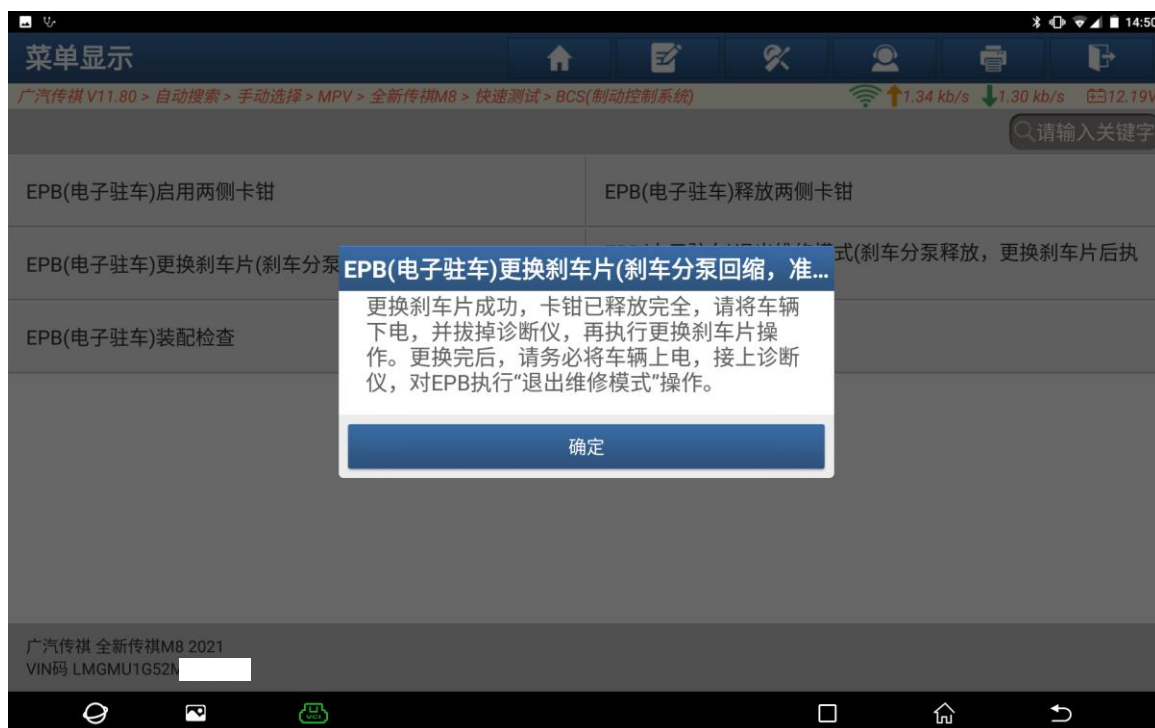 14:50
菜单显示
广汽传祺 V11.80 > 自动搜索 > 手动选择 > MPV > 全新传祺M8 > 快速测试 > BCS(制动控制系统)
1.34 kb/s 1.30 kb/s 12.19V
请输入关键字
EPB(电子驻车)启用两侧卡钳
EPB(电子驻车)释放两侧卡钳
EPB(电子驻车)更换刹车片(刹车分泵
式(刹车分泵释放，更换刹车片后执
EPB(电子驻车)装配检查
EPB(电子驻车)更换刹车片(刹车分泵回缩，准...
更换刹车片成功，卡钳已释放完全，请将车辆
下电，并拔掉诊断仪，再执行更换刹车片操
作。更换完后，请务必将车辆上电，接上诊断
仪，对EPB执行“退出维修模式”操作。
确定
广汽传祺 全新传祺M8 2021
VIN码 LMGMU1G52M
VCI